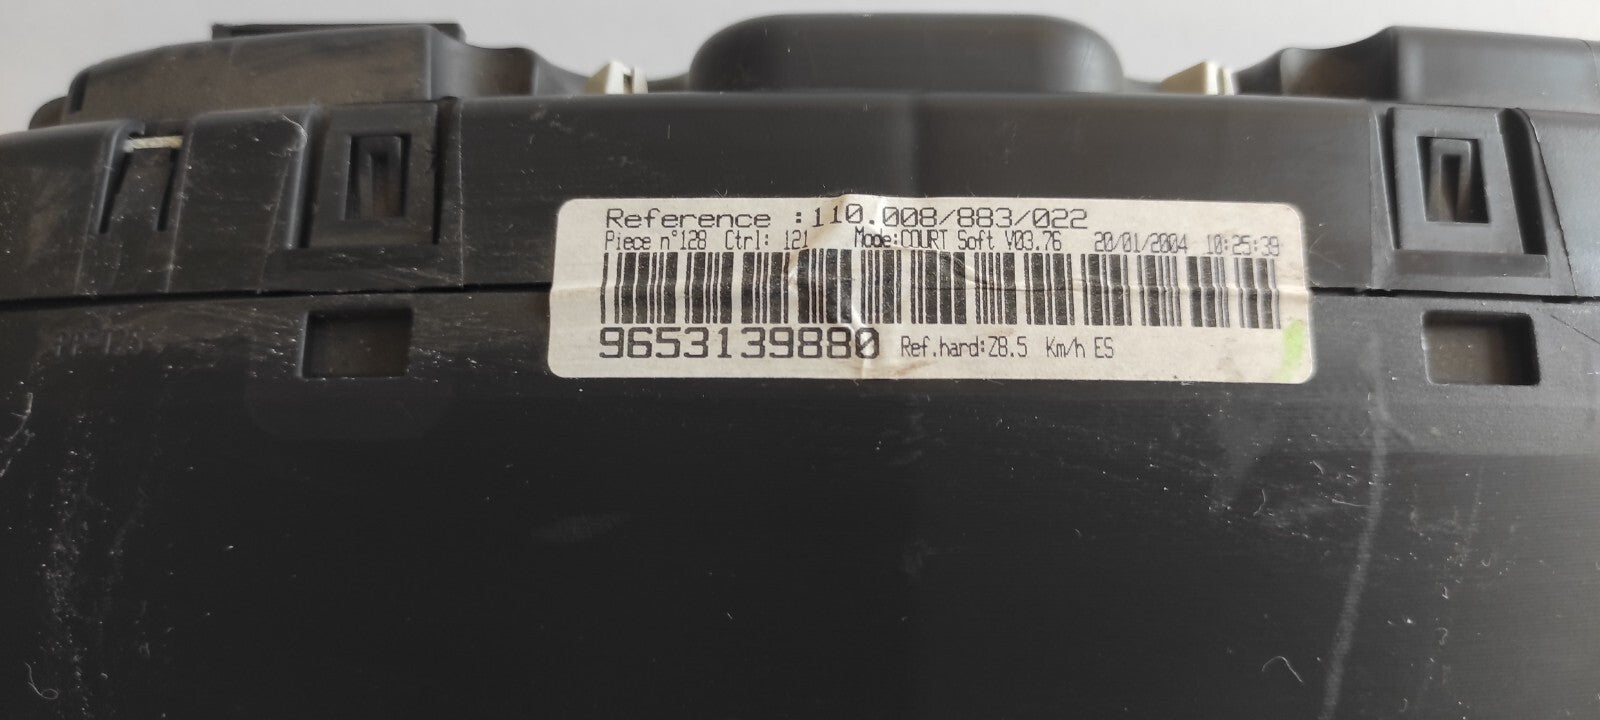 Reference :110.008/883/022
Piece n°128 Ctrl: 121 Mode:COURT Soft V03.76 20/01/2004 10:25:39
9653139880 Ref.hard:Z8.5 Km/h ES